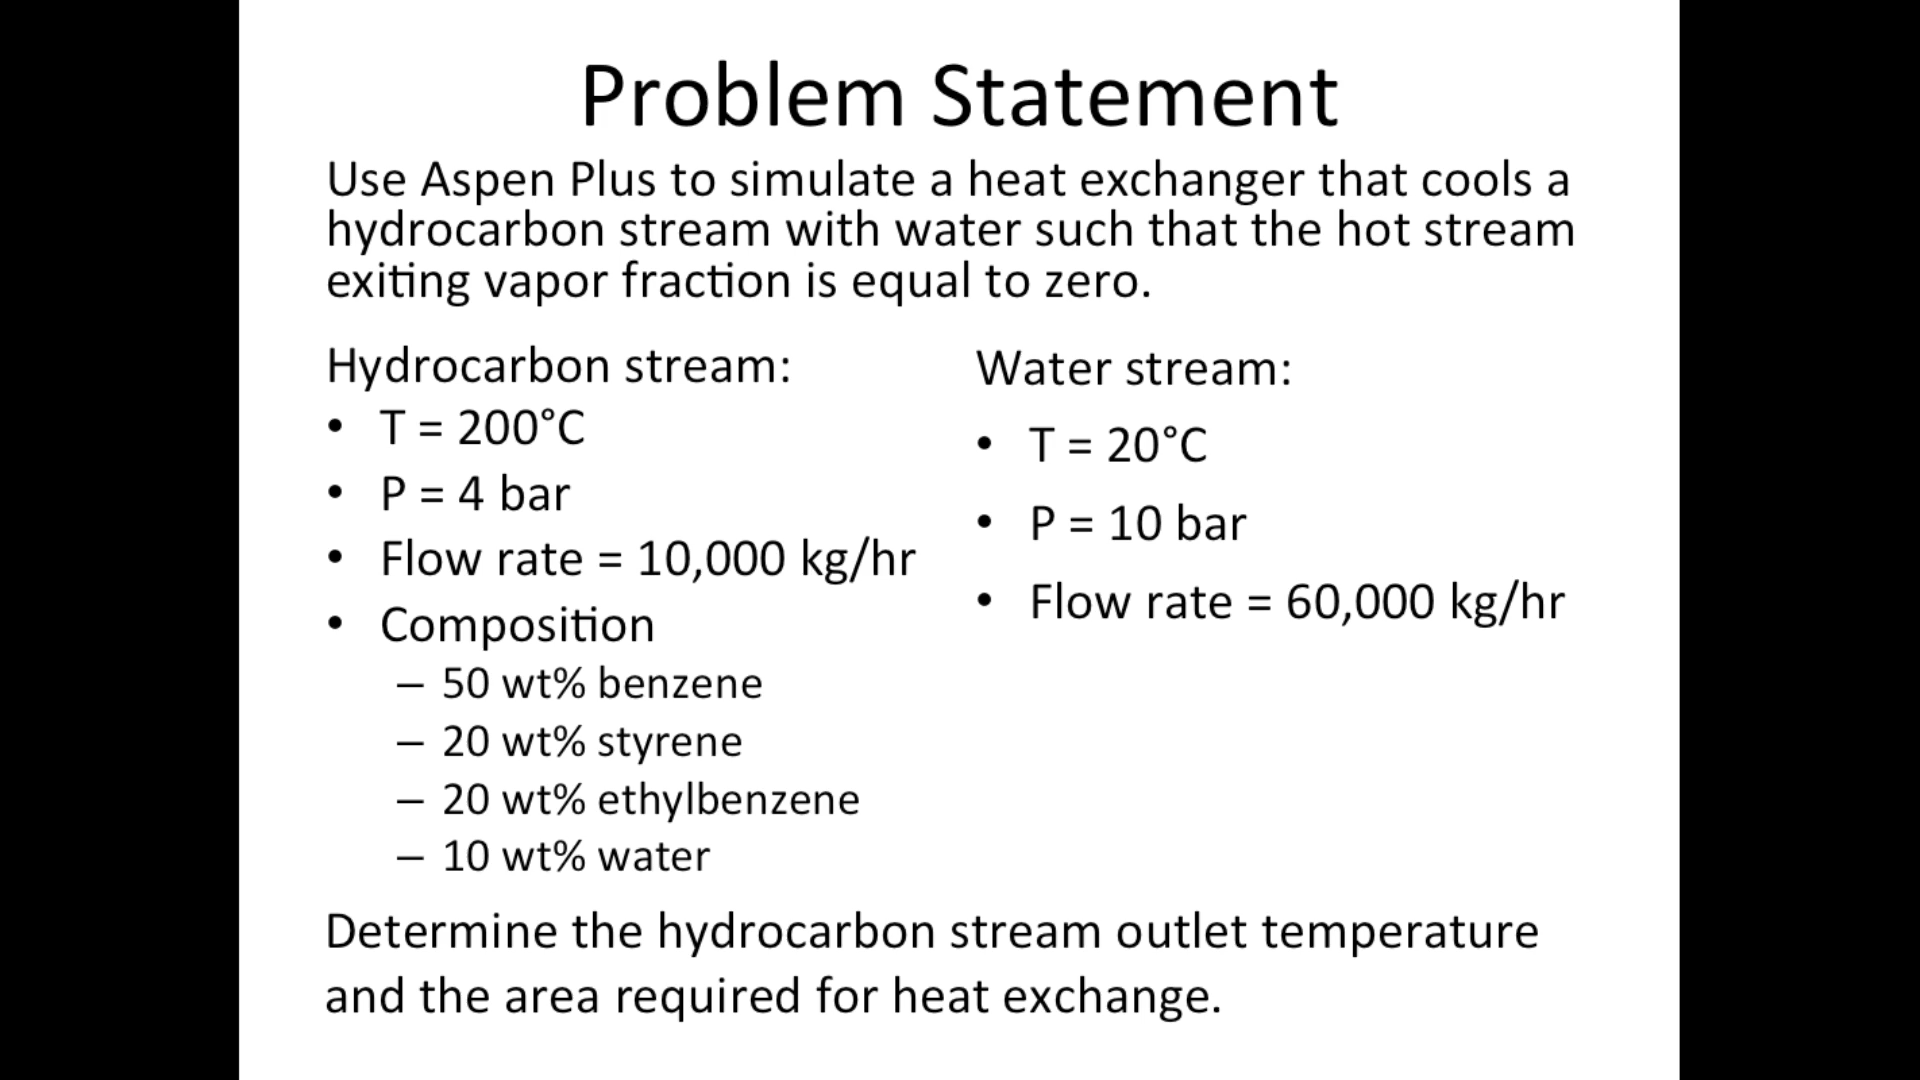 Problem Statement
Use Aspen Plus to simulate a heat exchanger that cools a
hydrocarbon stream with water such that the hot stream
exiting vapor fraction is equal to zero.
Hydrocarbon stream:
• T = 200°C
• P = 4 bar
• Flow rate = 10,000 kg/hr
• Composition
– 50 wt% benzene
– 20 wt% styrene
– 20 wt% ethylbenzene
– 10 wt% water
Water stream:
• T = 20°C
• P = 10 bar
• Flow rate = 60,000 kg/hr
Determine the hydrocarbon stream outlet temperature
and the area required for heat exchange.